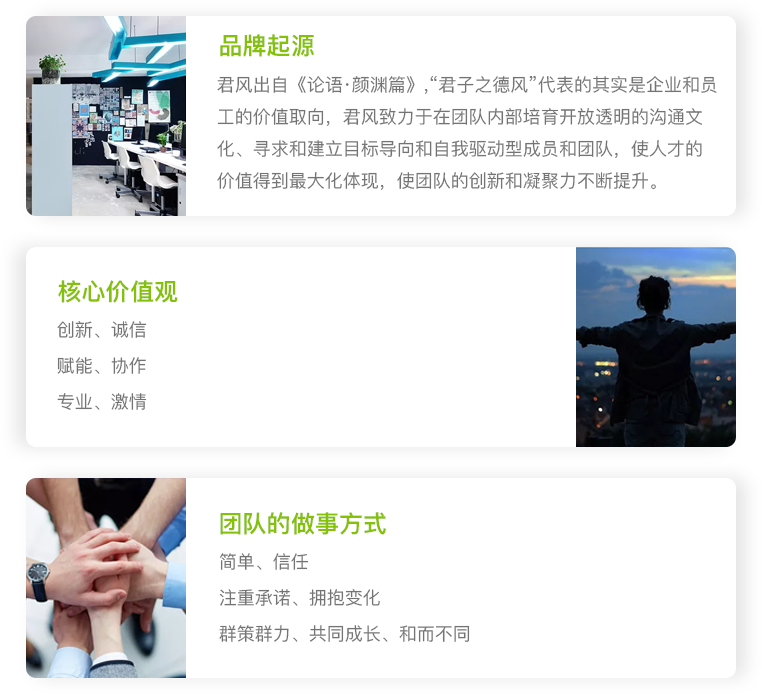 品牌起源
君风出自《论语·颜渊篇》,“君子之德风”代表的其实是企业和员
工的价值取向，君风致力于在团队内部培育开放透明的沟通文
化、寻求和建立目标导向和自我驱动型成员和团队，使人才的
价值得到最大化体现，使团队的创新和凝聚力不断提升。
核心价值观
创新、诚信
赋能、协作
专业、激情
团队的做事方式
简单、信任
注重承诺、拥抱变化
群策群力、共同成长、和而不同